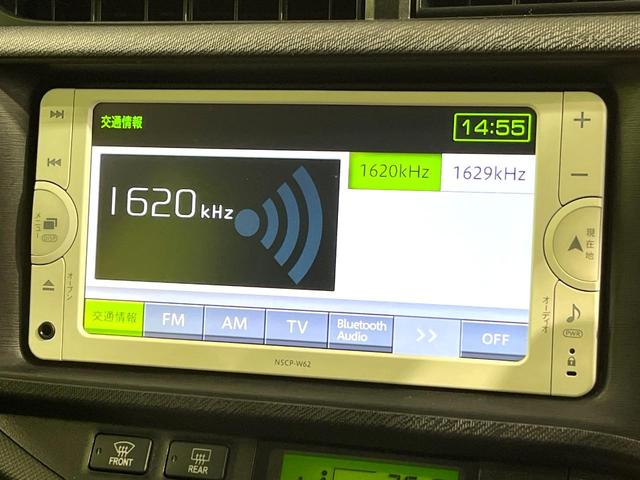 交通情報
14:55
1620kHz
1620kHz 1629kHz
メニュー
DISP
オープン
現在地
オーディオ
PWR
交通情報 FM AM TV Bluetooth Audio >> OFF
NSCP-W62
FRONT
REAR